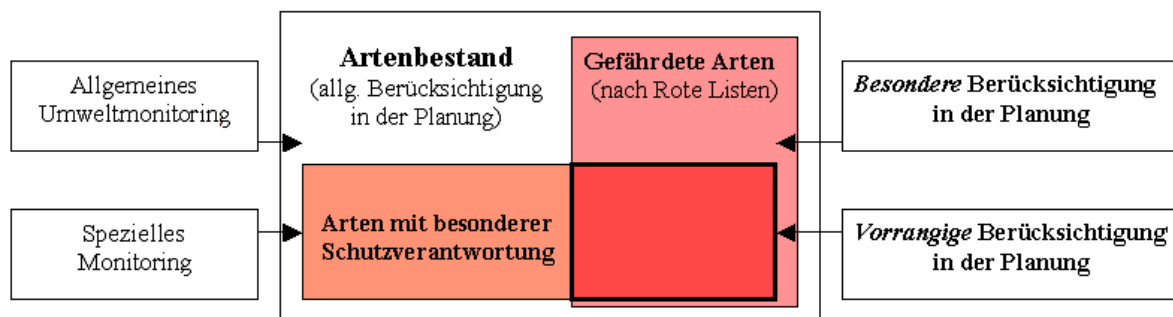 Allgemeines
Umweltmonitoring
Spezielles
Monitoring
Artenbestand
(allg. Berücksichtigung
in der Planung)
Gefährdete Arten
(nach Rote Listen)
Arten mit besonderer
Schutzverantwortung
Besondere Berücksichtigung
in der Planung
Vorrangige Berücksichtigung
in der Planung